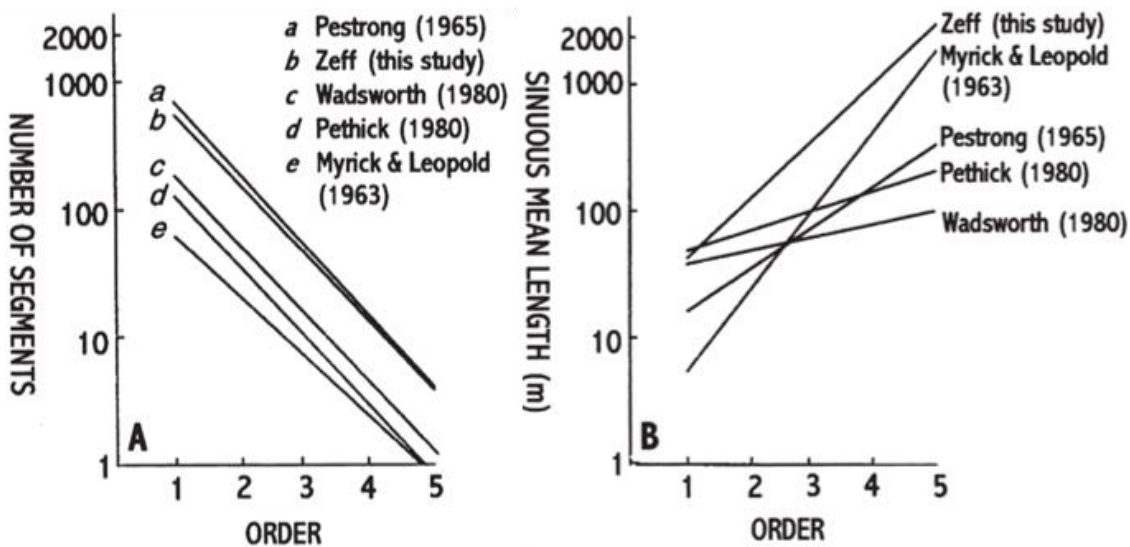 NUMBER OF SEGMENTS
2000
1000
100
10
1
a
b
c
d
e
a Pestrong (1965)
b Zeff (this study)
c Wadsworth (1980)
d Pethick (1980)
e Myrick & Leopold
(1963)
A
1 2 3 4 5
ORDER
SINUOUS MEAN LENGTH (m)
2000
1000
100
10
1
Zeff (this study)
Myrick & Leopold
(1963)
Pestrong (1965)
Pethick (1980)
Wadsworth (1980)
B
1 2 3 4 5
ORDER